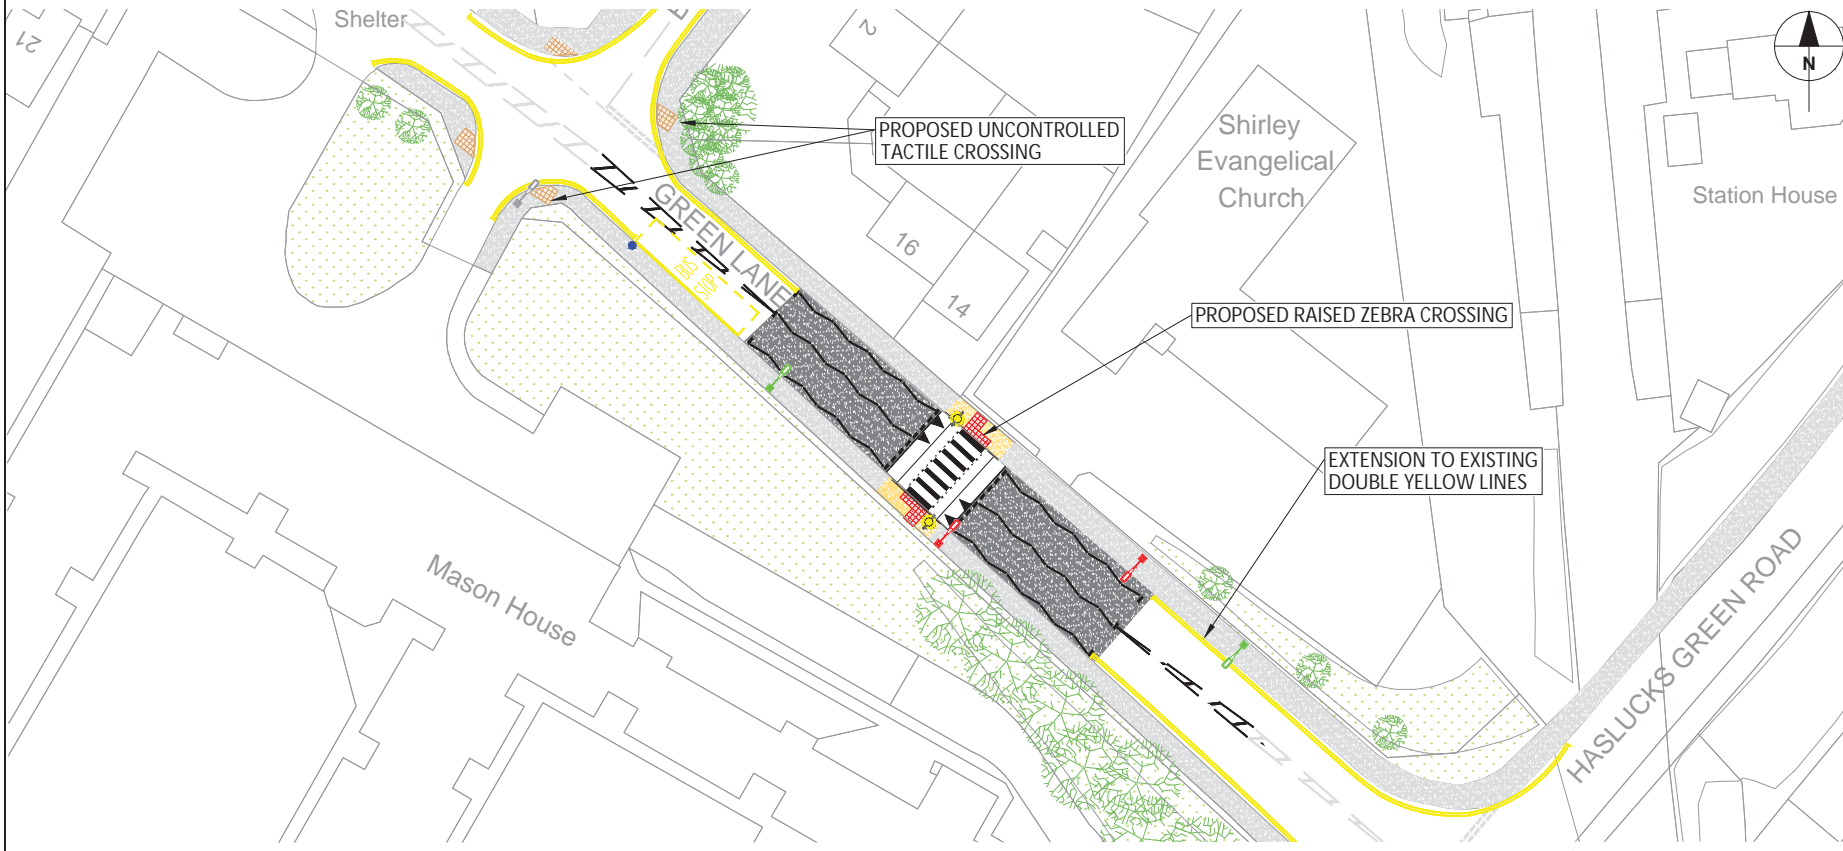 Shelter
21
2
N
PROPOSED UNCONTROLLED
TACTILE CROSSING
Shirley
Evangelical
Church
Station House
GREEN LANE
16
14
BUS
STOP
PROPOSED RAISED ZEBRA CROSSING
EXTENSION TO EXISTING
DOUBLE YELLOW LINES
Mason House
HASLUCKS GREEN ROAD